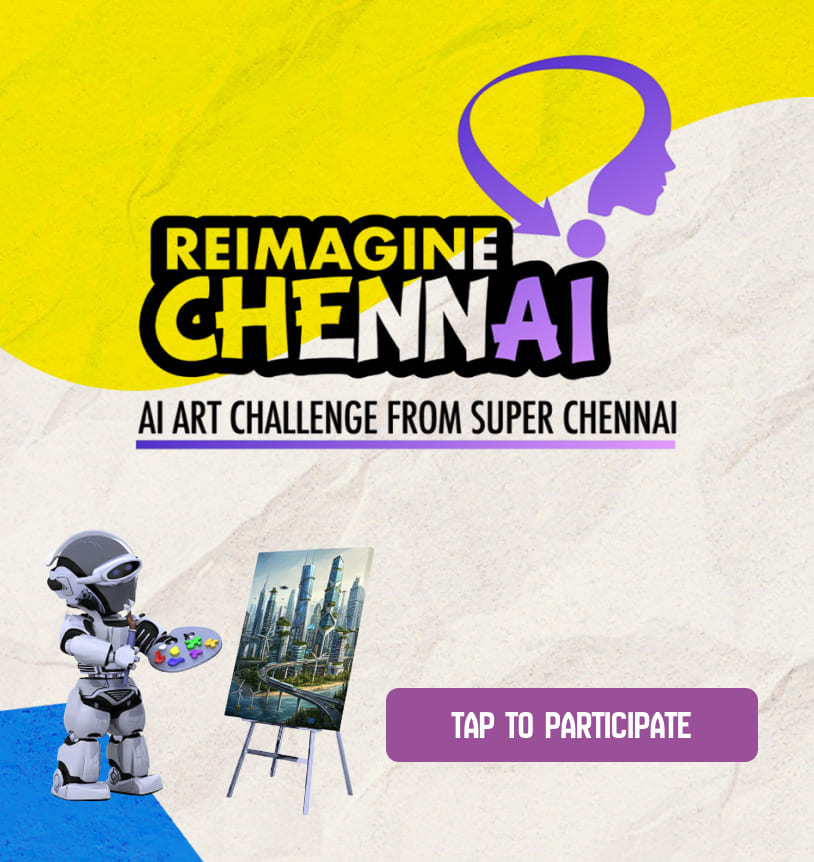 REIMAGINE
CHENNAI
AI ART CHALLENGE FROM SUPER CHENNAI
TAP TO PARTICIPATE